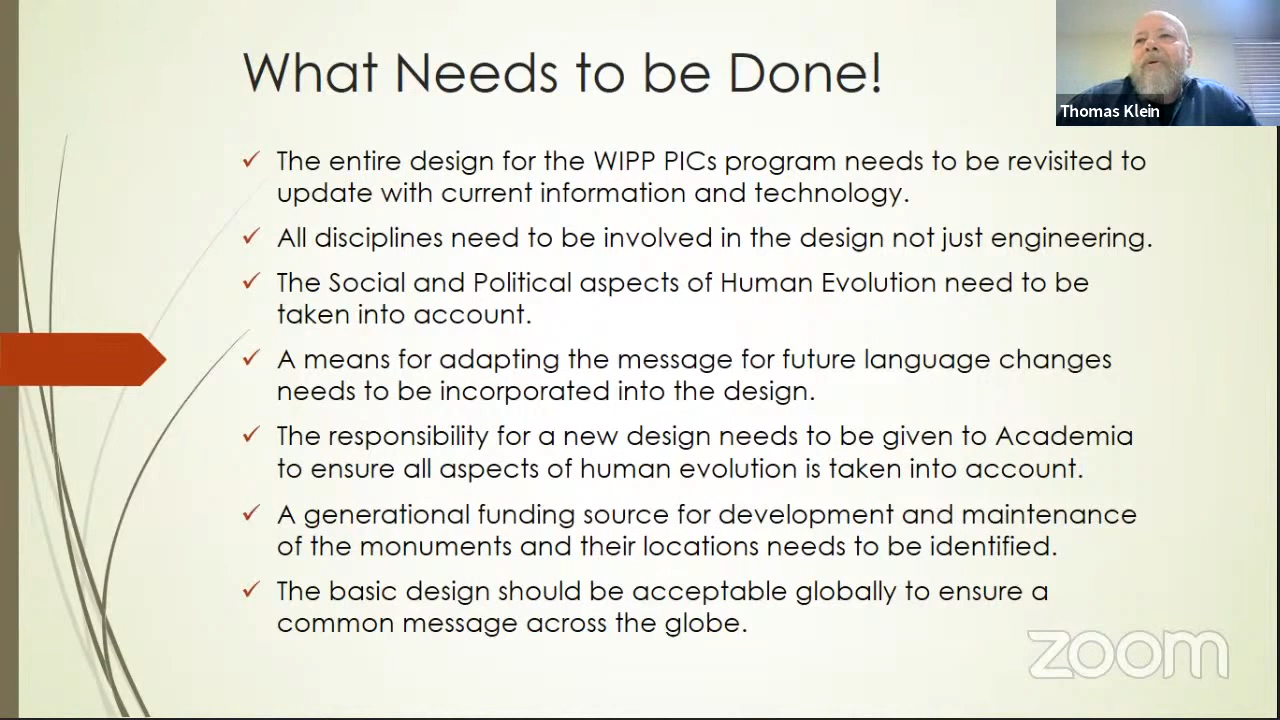 What Needs to be Done!
Thomas Klein
✓ The entire design for the WIPP PICs program needs to be revisited to
update with current information and technology.
✓ All disciplines need to be involved in the design not just engineering.
✓ The Social and Political aspects of Human Evolution need to be
taken into account.
✓ A means for adapting the message for future language changes
needs to be incorporated into the design.
✓ The responsibility for a new design needs to be given to Academia
to ensure all aspects of human evolution is taken into account.
✓ A generational funding source for development and maintenance
of the monuments and their locations needs to be identified.
✓ The basic design should be acceptable globally to ensure a
common message across the globe.
zoom